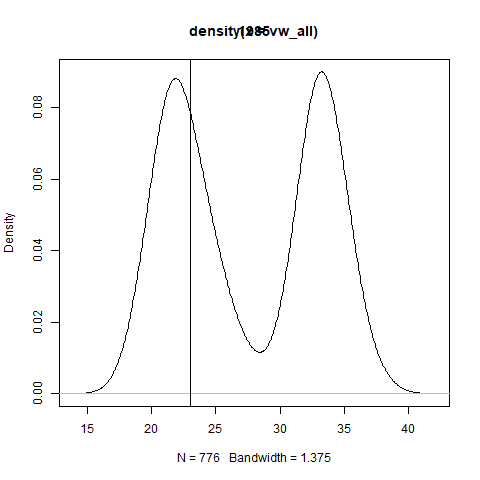 density(x = vw_all)
1985
Density
0.00
0.02
0.04
0.06
0.08
15 20 25 30 35 40
N = 776 Bandwidth = 1.375